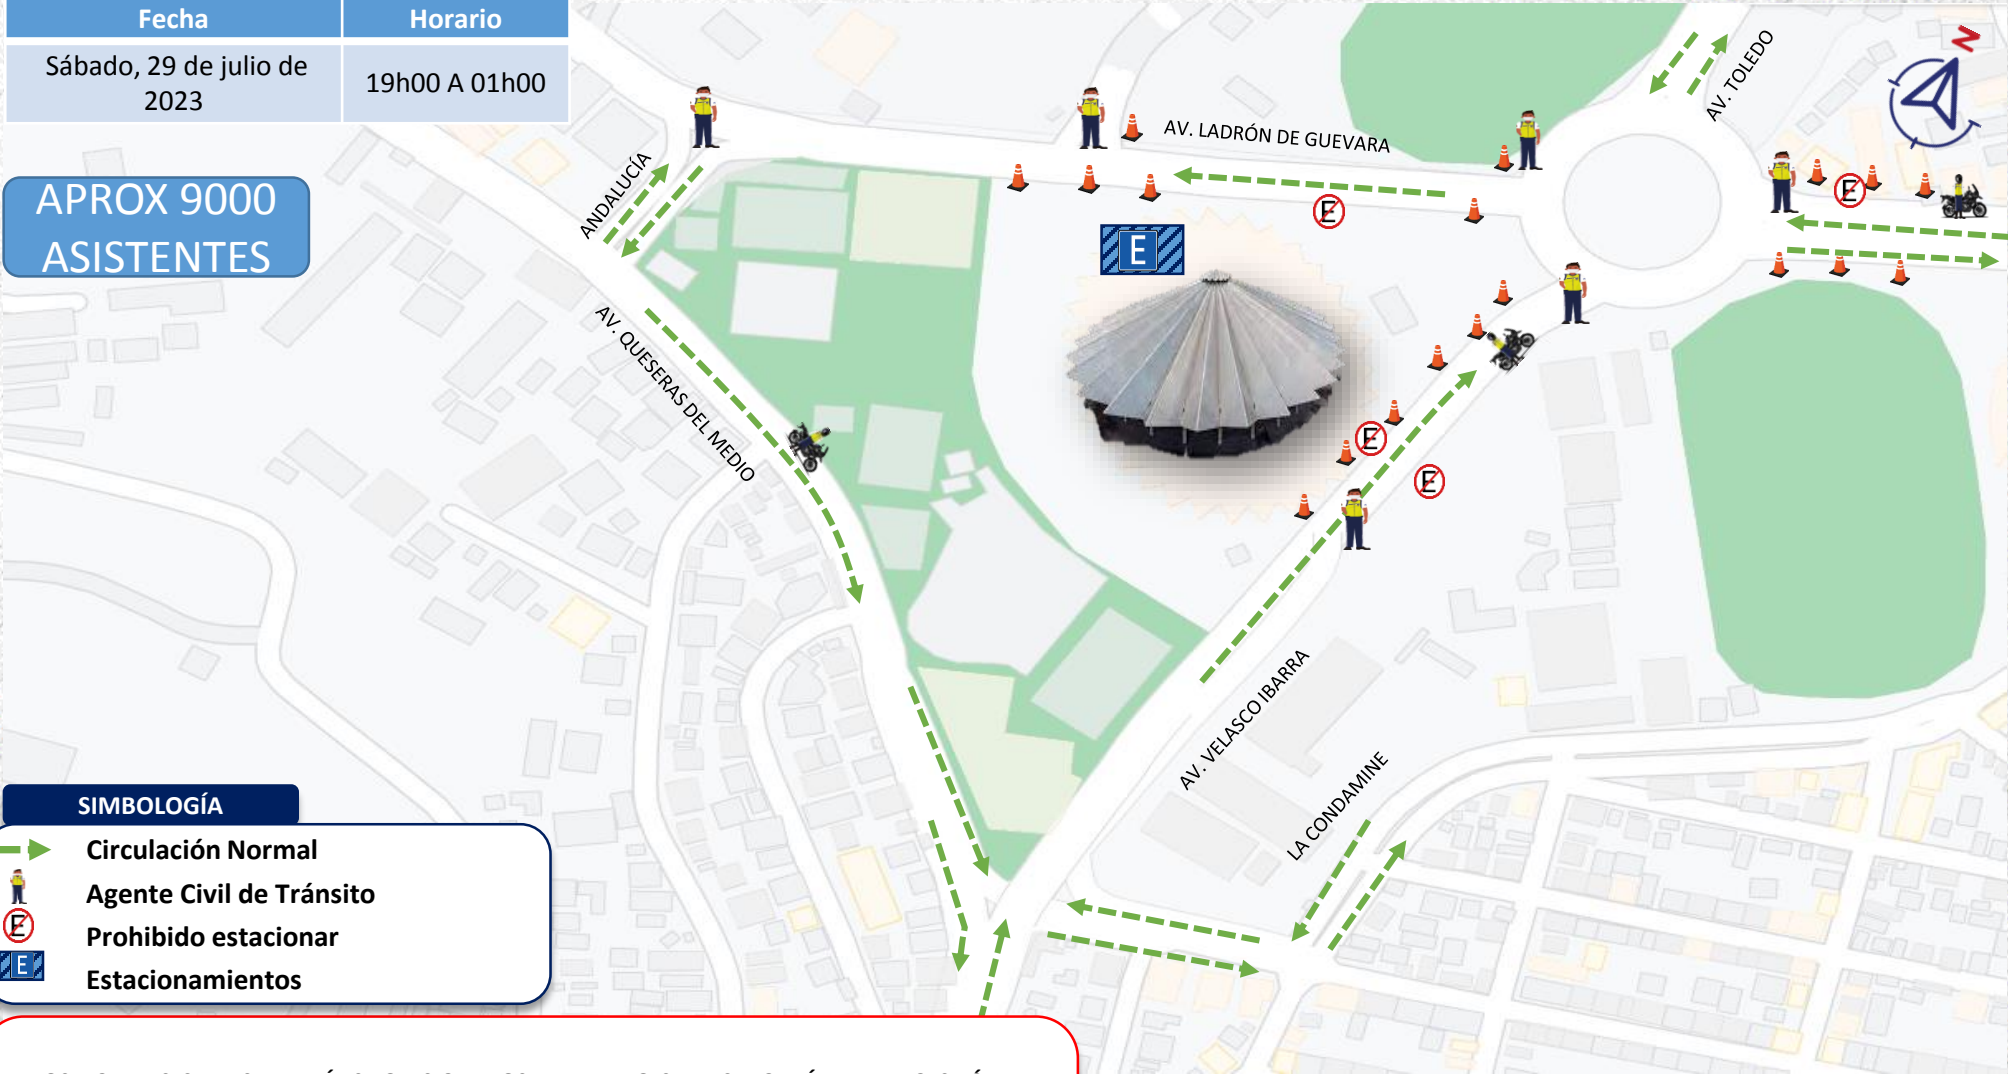 Fecha
Horario
Sábado, 29 de julio de
2023
19h00 A 01h00
APROX 9000
ASISTENTES
ANDALUCÍA
AV. LADRÓN DE GUEVARA
AV. TOLEDO
N
E
E
E
AV. QUESERAS DEL MEDIO
E
E
AV. VELASCO IBARRA
LA CONDAMINE
SIMBOLOGÍA
Circulación Normal
Agente Civil de Tránsito
E
Prohibido estacionar
E
Estacionamientos